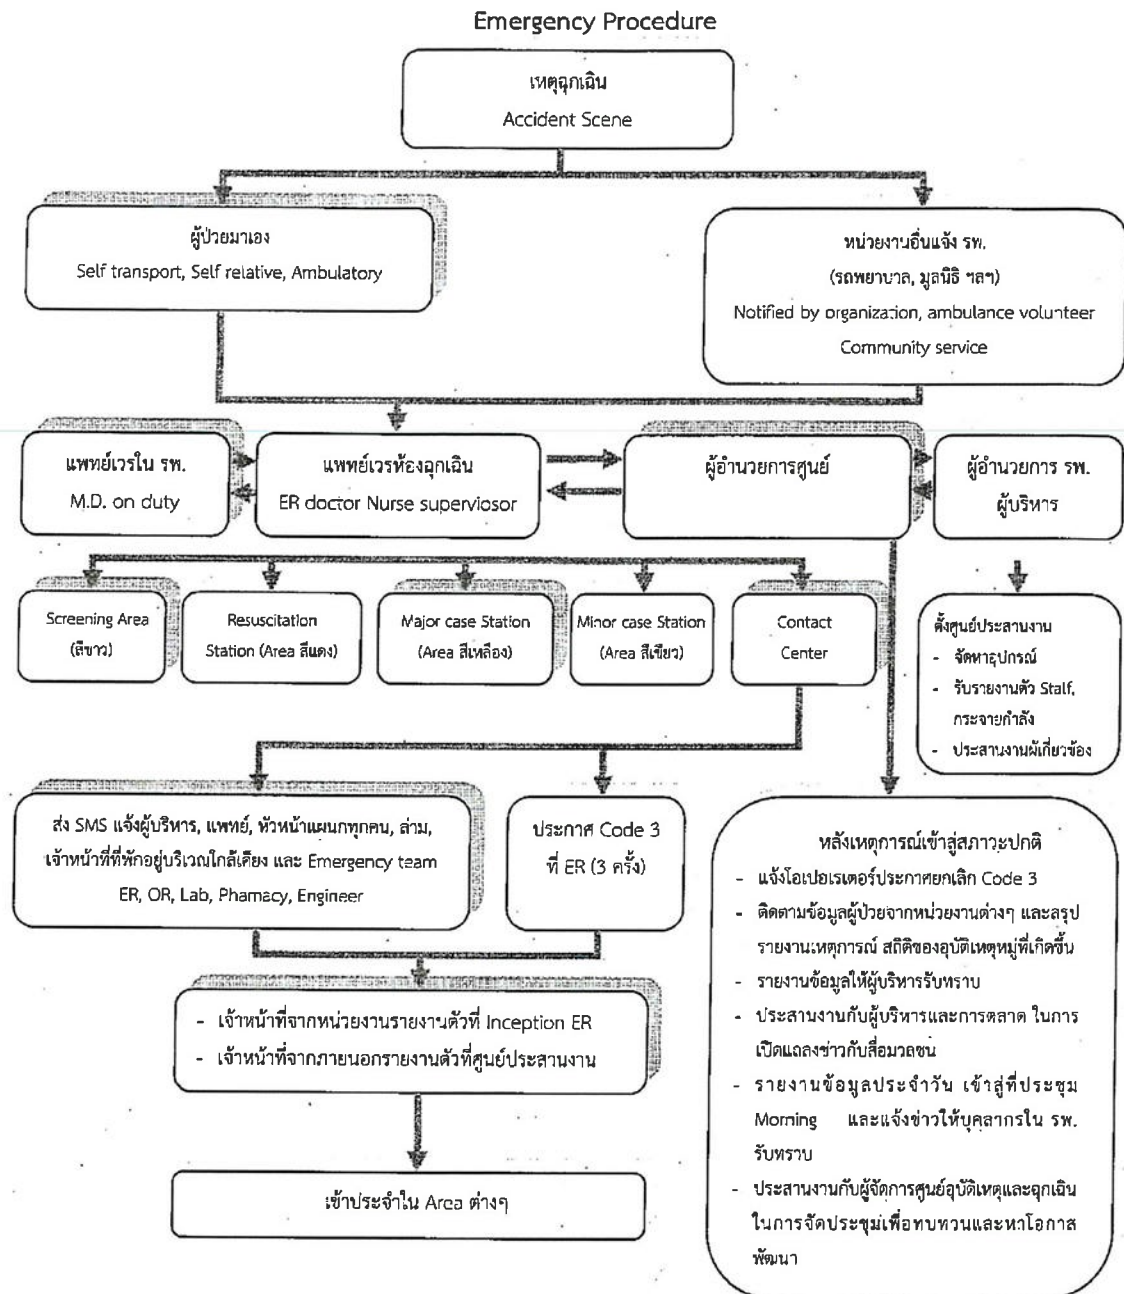 Emergency Procedure
เหตุฉุกเฉิน
Accident Scene
ผู้ป่วยมาเอง
Self transport, Self relative, Ambulatory
หน่วยงานอื่นแจ้ง รพ.
(รถพยาบาล, มูลนิธิ ฯลฯ)
Notified by organization, ambulance volunteer
Community service
แพทย์เวรใน รพ.
M.D. on duty
แพทย์เวรห้องฉุกเฉิน
ER doctor Nurse superviosor
ผู้อำนวยการศูนย์
ผู้อำนวยการ รพ.
ผู้บริหาร
Screening Area
(สีขาว)
Resuscitation
Station (Area สีแดง)
Major case Station
(Area สีเหลือง)
Minor case Station
(Area สีเขียว)
Contact
Center
ตั้งศูนย์ประสานงาน
- จัดหาอุปกรณ์
- รับรายงานตัว Staff,
กระจายกำลัง
- ประสานงานผู้เกี่ยวข้อง
ส่ง SMS แจ้งผู้บริหาร, แพทย์, หัวหน้าแผนกทุกคน, ล่าม,
เจ้าหน้าที่ที่พักอยู่บริเวณใกล้เคียง และ Emergency team
ER, OR, Lab, Phamacy, Engineer
ประกาศ Code 3
ที่ ER (3 ครั้ง)
- เจ้าหน้าที่จากหน่วยงานรายงานตัวที่ Inception ER
- เจ้าหน้าที่จากภายนอกรายงานตัวที่ศูนย์ประสานงาน
เข้าประจำใน Area ต่างๆ
หลังเหตุการณ์เข้าสู่สภาวะปกติ
- แจ้งโอเปอเรเตอร์ประกาศยกเลิก Code 3
- ติดตามข้อมูลผู้ป่วยจากหน่วยงานต่างๆ และสรุป
รายงานเหตุการณ์ สถิติของอุบัติเหตุหมู่ที่เกิดขึ้น
- รายงานข้อมูลให้ผู้บริหารรับทราบ
- ประสานงานกับผู้บริหารและการตลาด ในการ
เปิดแถลงข่าวกับสื่อมวลชน
- รายงานข้อมูลประจำวัน เข้าสู่ที่ประชุม
Morning และแจ้งข่าวให้บุคลากรใน รพ.
รับทราบ
- ประสานงานกับผู้จัดการศูนย์อุบัติเหตุและฉุกเฉิน
ในการจัดประชุมเพื่อทบทวนและหาโอกาส
พัฒนา